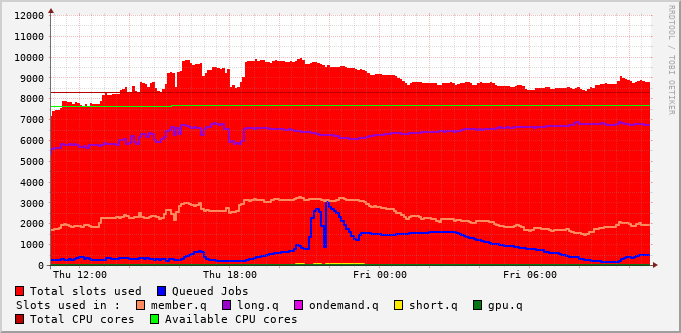 12000
11000
10000
9000
8000
7000
6000
5000
4000
3000
2000
1000
0
Thu 12:00 Thu 18:00 Fri 00:00 Fri 06:00
Total slots used Queued Jobs
Slots used in : member.q long.q ondemand.q short.q gpu.q
Total CPU cores Available CPU cores
RRDTOOL / TOBI OETIKER